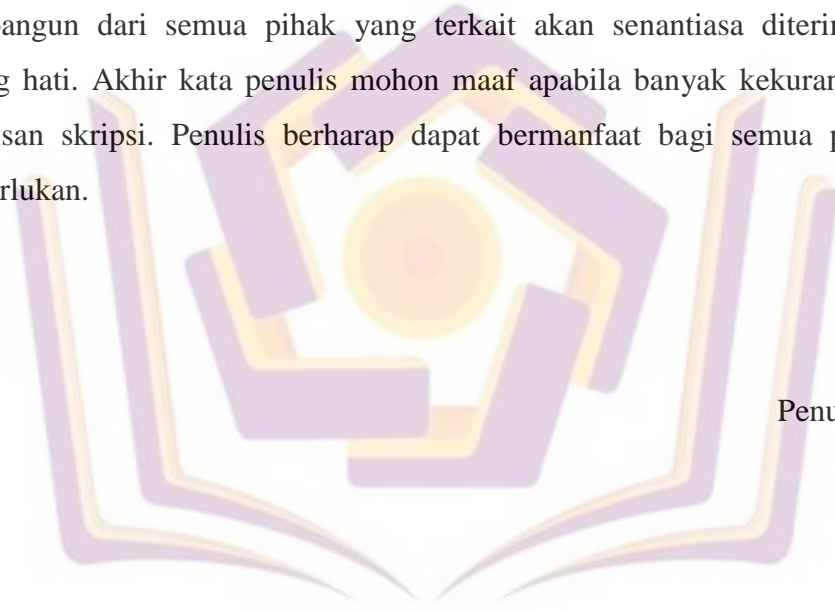 bangun dari semua pihak yang terkait akan senantiasa diteri
g hati. Akhir kata penulis mohon maaf apabila banyak kekuran
san skripsi. Penulis berharap dapat bermanfaat bagi semua p
rlukan.
Penu